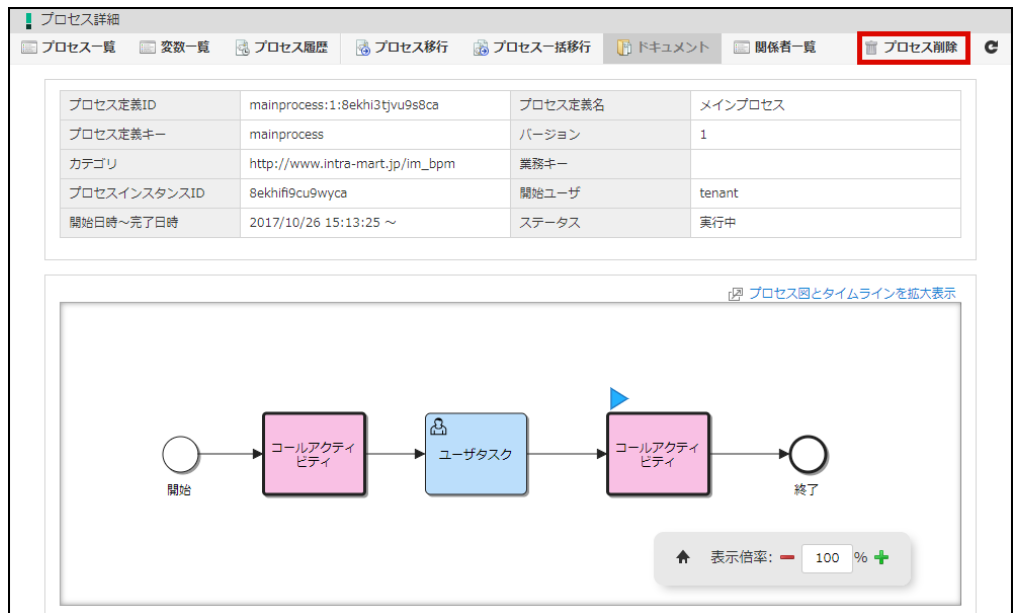 プロセス詳細
プロセス一覧 変数一覧 プロセス履歴 プロセス移行 プロセス一括移行 ドキュメント 関係者一覧 プロセス削除
プロセス定義ID mainprocess:1:8ekhi3tjvu9s8ca プロセス定義名 メインプロセス
プロセス定義キー mainprocess バージョン 1
カテゴリ http://www.intra-mart.jp/im_bpm 業務キー
プロセスインスタンスID 8ekhifi9cu9wyca 開始ユーザ tenant
開始日時～完了日時 2017/10/26 15:13:25 ～ ステータス 実行中
プロセス図とタイムラインを拡大表示
コールアクティ
ビティ
ユーザタスク
コールアクティ
ビティ
開始
終了
表示倍率: 100 %